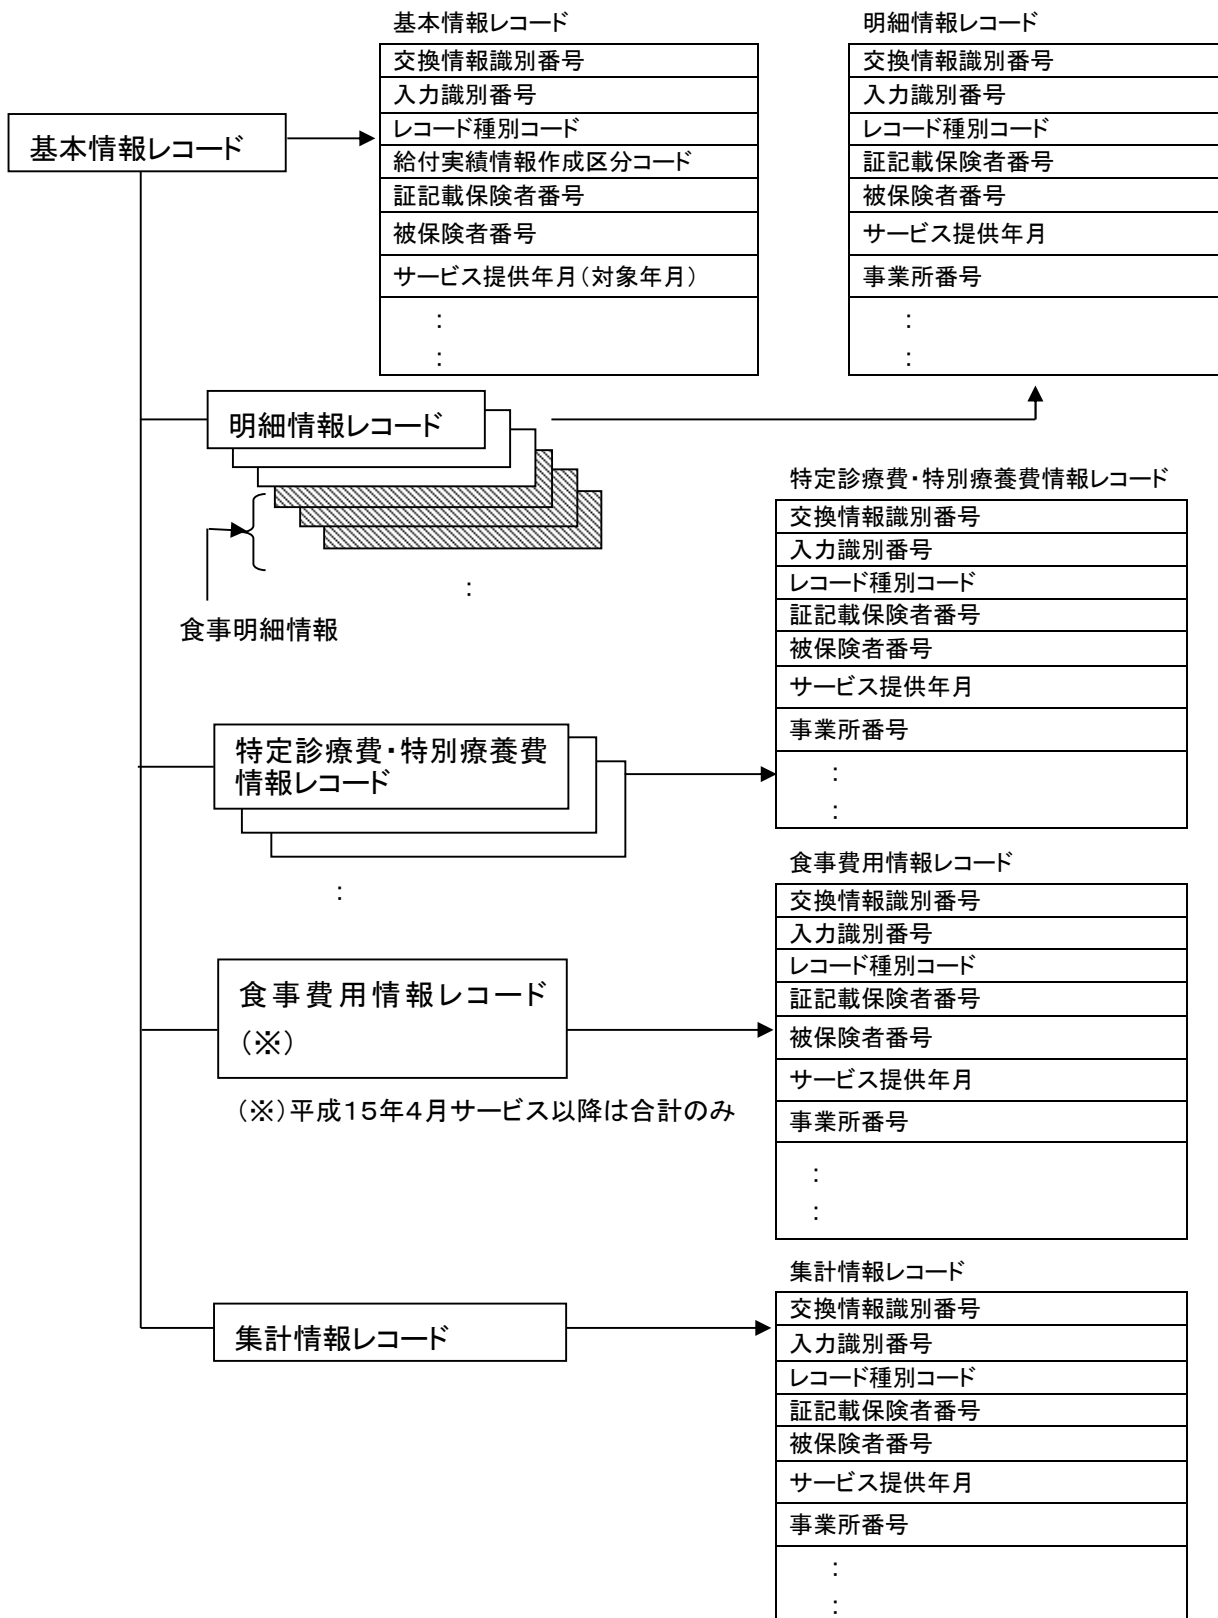 基本情報レコード
基本情報レコード
交換情報識別番号
入力識別番号
レコード種別コード
給付実績情報作成区分コード
証記載保険者番号
被保険者番号
サービス提供年月(対象年月)
:
:
明細情報レコード
交換情報識別番号
入力識別番号
レコード種別コード
証記載保険者番号
被保険者番号
サービス提供年月
事業所番号
:
:
明細情報レコード
:
食事明細情報
特定診療費・特別療養費情報レコード
交換情報識別番号
入力識別番号
レコード種別コード
証記載保険者番号
被保険者番号
サービス提供年月
事業所番号
:
:
特定診療費・特別療養費
情報レコード
:
食事費用情報レコード
交換情報識別番号
入力識別番号
レコード種別コード
証記載保険者番号
被保険者番号
サービス提供年月
事業所番号
:
:
食事費用情報レコード
(※)
(※)平成15年4月サービス以降は合計のみ
集計情報レコード
集計情報レコード
交換情報識別番号
入力識別番号
レコード種別コード
証記載保険者番号
被保険者番号
サービス提供年月
事業所番号
:
: